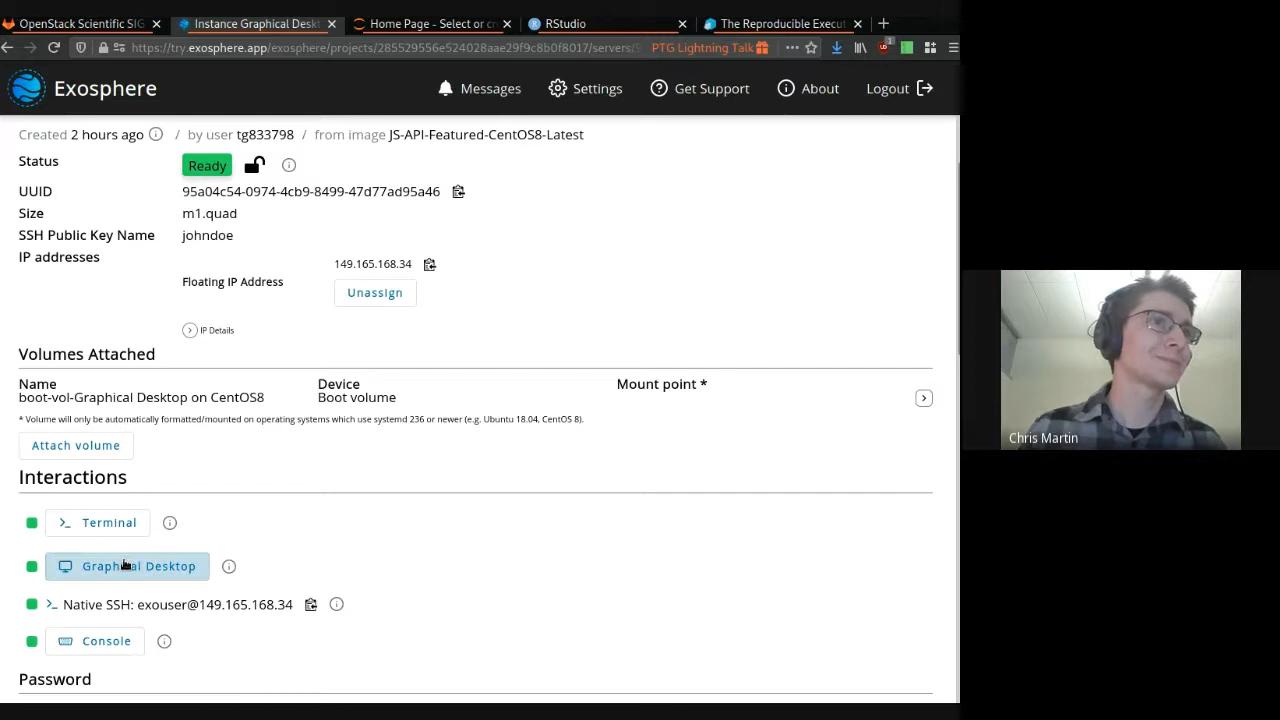 OpenStack Scientific SIG
Instance Graphical Deskt
Home Page - Select or cr
RStudio
The Reproducible Execut
https://try.exosphere.app/exosphere/projects/285529556e524028aae29f9c8b0f8017/servers/9
PTG Lightning Talk
1
Exosphere
Messages
Settings
Get Support
About
Logout
Created 2 hours ago / by user tg833798 / from image JS-API-Featured-CentOS8-Latest
Status
Ready
UUID
95a04c54-0974-4cb9-8499-47d77ad95a46
Size
m1.quad
SSH Public Key Name
johndoe
IP addresses
149.165.168.34
Floating IP Address
Unassign
IP Details
Volumes Attached
Name
Device
Mount point *
boot-vol-Graphical Desktop on CentOS8
Boot volume
* Volume will only be automatically formatted/mounted on operating systems which use systemd 236 or newer (e.g. Ubuntu 18.04, CentOS 8).
Attach volume
Interactions
Terminal
Graphical Desktop
Native SSH: exouser@149.165.168.34
Console
Password
Chris Martin